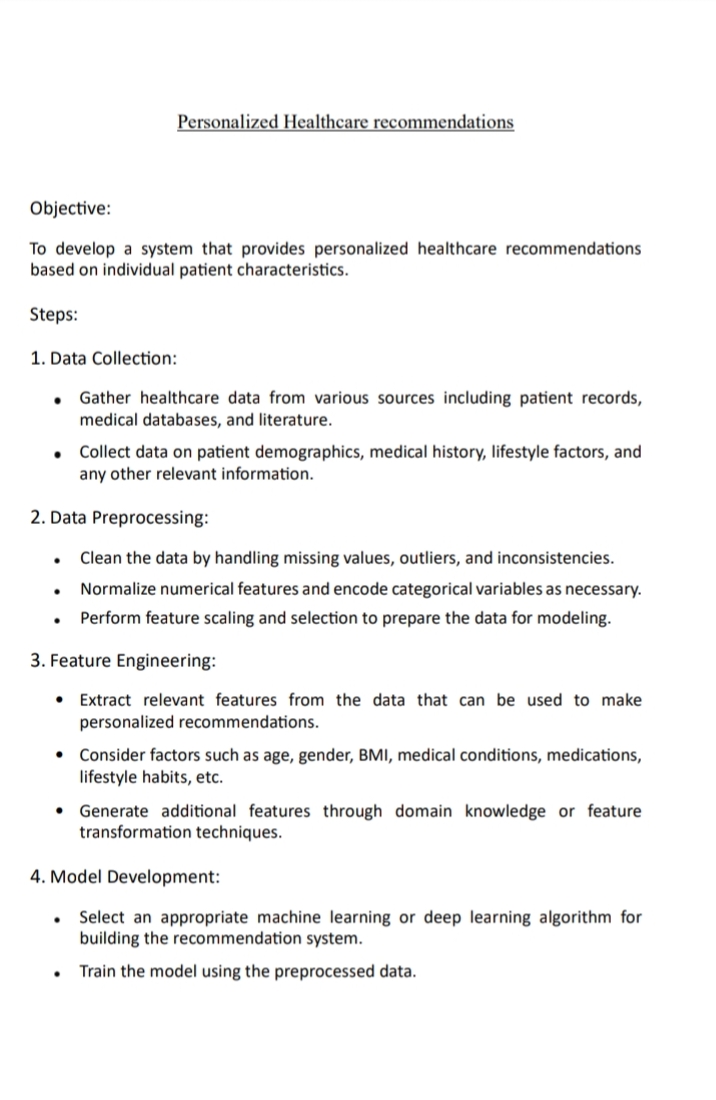 Personalized Healthcare recommendations
Objective:
To develop a system that provides personalized healthcare recommendations
based on individual patient characteristics.
Steps:
1. Data Collection:
• Gather healthcare data from various sources including patient records,
medical databases, and literature.
• Collect data on patient demographics, medical history, lifestyle factors, and
any other relevant information.
2. Data Preprocessing:
• Clean the data by handling missing values, outliers, and inconsistencies.
• Normalize numerical features and encode categorical variables as necessary.
• Perform feature scaling and selection to prepare the data for modeling.
3. Feature Engineering:
• Extract relevant features from the data that can be used to make
personalized recommendations.
• Consider factors such as age, gender, BMI, medical conditions, medications,
lifestyle habits, etc.
• Generate additional features through domain knowledge or feature
transformation techniques.
4. Model Development:
• Select an appropriate machine learning or deep learning algorithm for
building the recommendation system.
• Train the model using the preprocessed data.